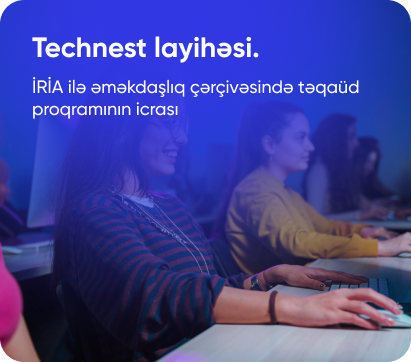 Technest layihəsi.
İRİA ilə əməkdaşlıq çərçivəsində təqaüd
proqramının icrası